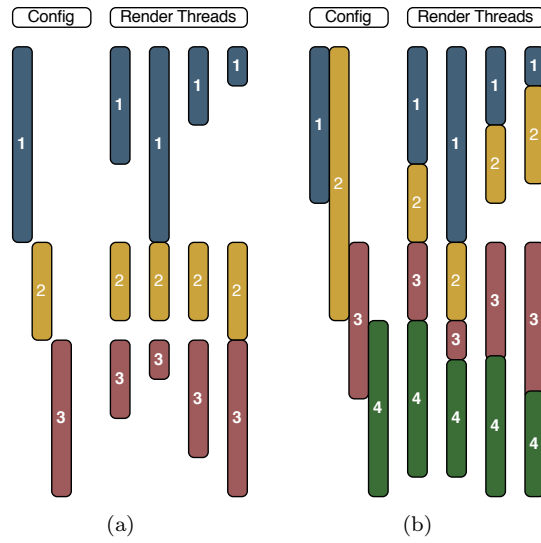 Config Render Threads Config Render Threads
1 1 1 1 1 1 2 1 1 1 1
2 2 2 2
2 2 2 2 2 3 2 3 3
3 3 3 3 3 3 3
4 4 4 4 4
(a) (b)